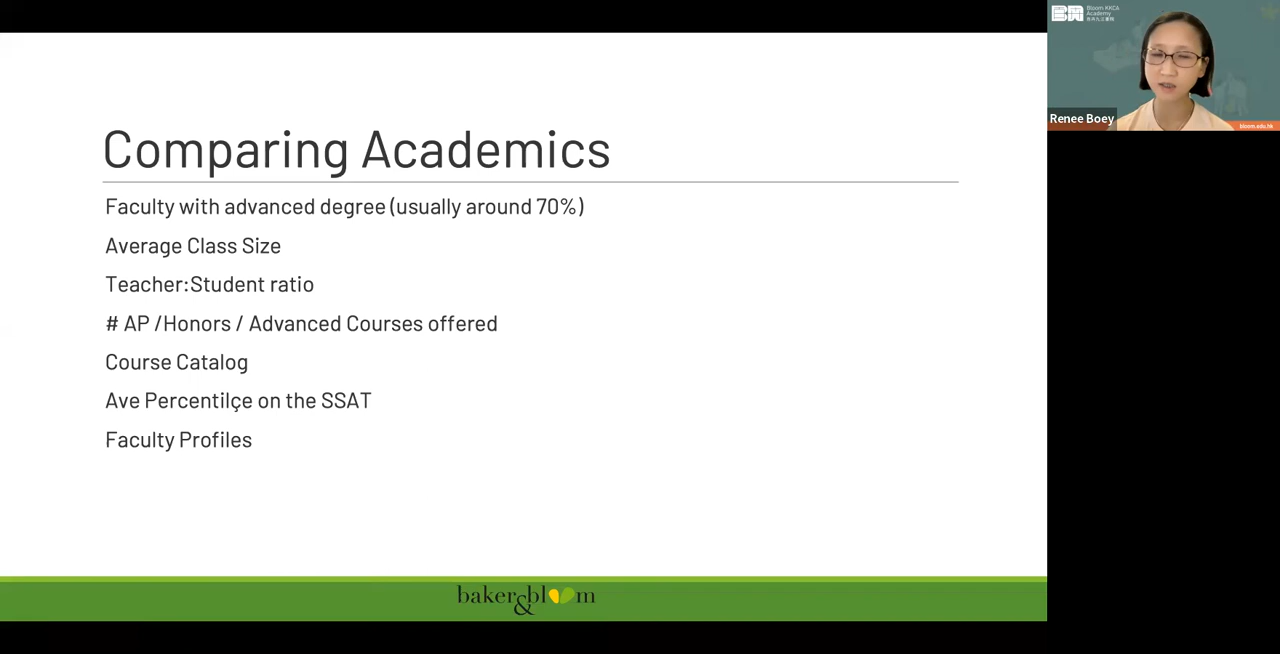 Comparing Academics
Faculty with advanced degree (usually around 70%)
Average Class Size
Teacher:Student ratio
# AP /Honors / Advanced Courses offered
Course Catalog
Ave Percentilçe on the SSAT
Faculty Profiles
baker&bloom
Bloom KKCA
Academy
Renee Boey
bloom.edu.hk